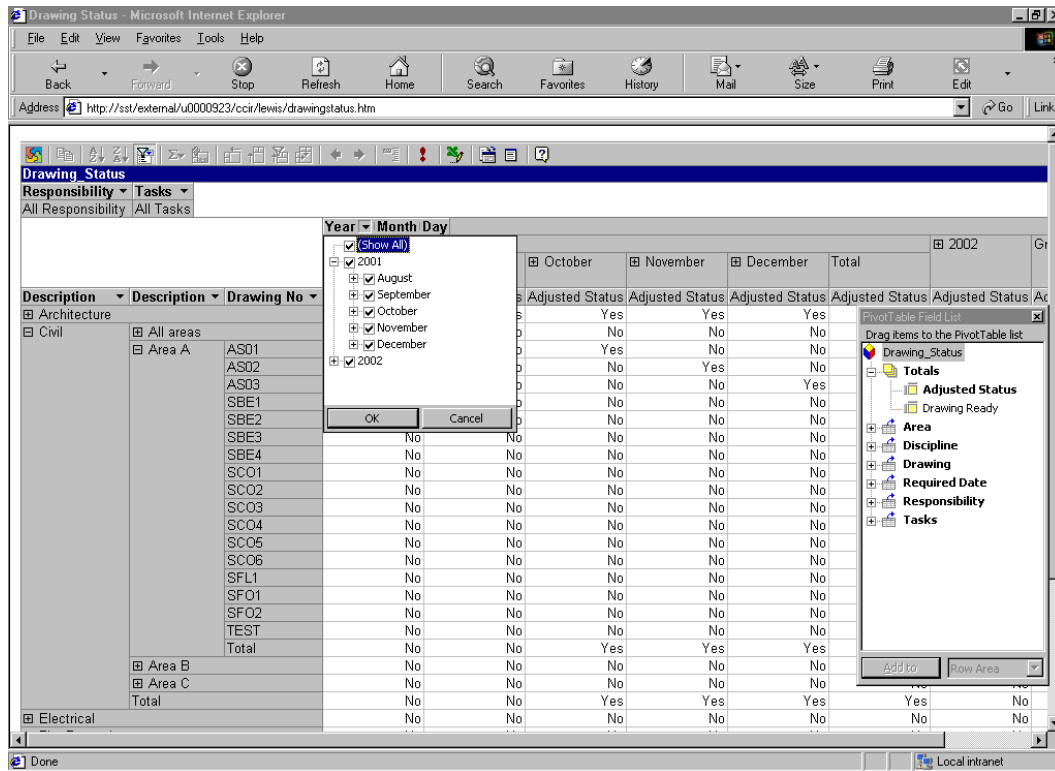 Drawing Status - Microsoft Internet Explorer
File Edit View Favorites Tools Help
Back Forward Stop Refresh Home Search Favorites History Mail Size Print Edit
Address http://sst/external/u0000923/ccir/lewis/drawingstatus.htm Go Link
Drawing_Status
Responsibility Tasks
All Responsibility All Tasks
Year Month Day
(Show All)
2001
August
September
October
November
December
2002
OK Cancel
October November December Total 2002 Gr
Description Description Drawing No s Adjusted Status Adjusted Status Adjusted Status Adjusted Status Adjusted Status Ad
Architecture s Yes Yes Yes
Civil All areas o No No No
Area A AS01 o Yes No No
AS02 o No Yes No
AS03 o No No Yes
SBE1 o No No No
SBE2 o No No No
SBE3 No No No No No
SBE4 No No No No No
SCO1 No No No No No
SCO2 No No No No No
SCO3 No No No No No
SCO4 No No No No No
SCO5 No No No No No
SCO6 No No No No No
SFL1 No No No No No
SFO1 No No No No No
SFO2 No No No No No
TEST No No No No No
Total No No Yes Yes Yes
Area B No No No No No
Area C No No No No No
Total No No Yes Yes Yes Yes No
Electrical No No No No No No No
PivotTable Field List
Drag items to the PivotTable list
Drawing_Status
Totals
Adjusted Status
Drawing Ready
Area
Discipline
Drawing
Required Date
Responsibility
Tasks
Add to Row Area
Done Local intranet